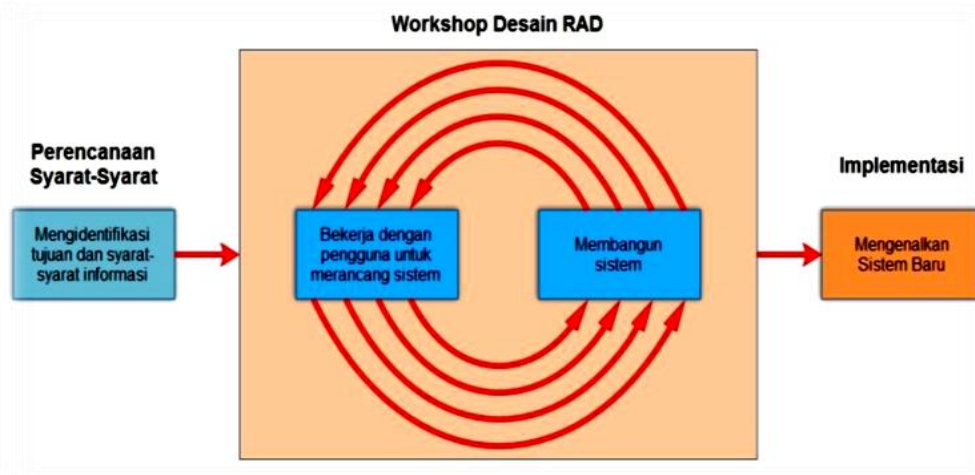 Workshop Desain RAD
Perencanaan
Syarat-Syarat
Mengidentifikasi
tujuan dan syarat-
syarat informasi
Bekerja dengan
pengguna untuk
merancang sistem
Membangun
sistem
Implementasi
Mengenalkan
Sistem Baru